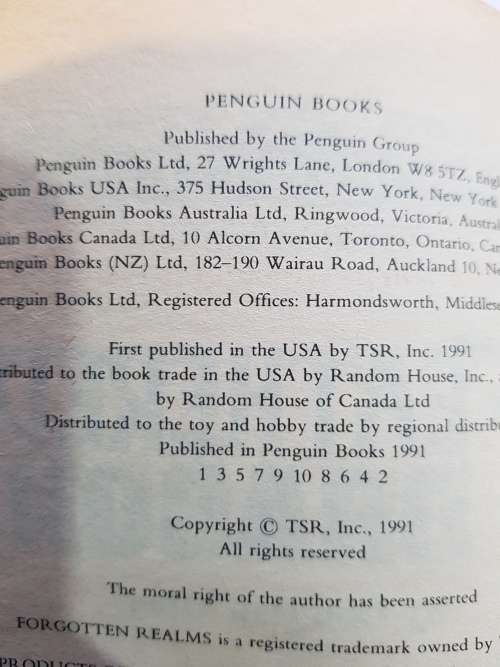 PENGUIN BOOKS
Published by the Penguin Group
Penguin Books Ltd, 27 Wrights Lane, London W8 5TZ, Engl
guin Books USA Inc., 375 Hudson Street, New York, New York
Penguin Books Australia Ltd, Ringwood, Victoria, Austral
uin Books Canada Ltd, 10 Alcorn Avenue, Toronto, Ontario, Can
enguin Books (NZ) Ltd, 182–190 Wairau Road, Auckland 10, Ne
enguin Books Ltd, Registered Offices: Harmondsworth, Middlese
First published in the USA by TSR, Inc. 1991
tributed to the book trade in the USA by Random House, Inc.,
by Random House of Canada Ltd
Distributed to the toy and hobby trade by regional distribu
Published in Penguin Books 1991
1 3 5 7 9 10 8 6 4 2
Copyright © TSR, Inc., 1991
All rights reserved
The moral right of the author has been asserted
FORGOTTEN REALMS is a registered trademark owned by
PRODUCTS